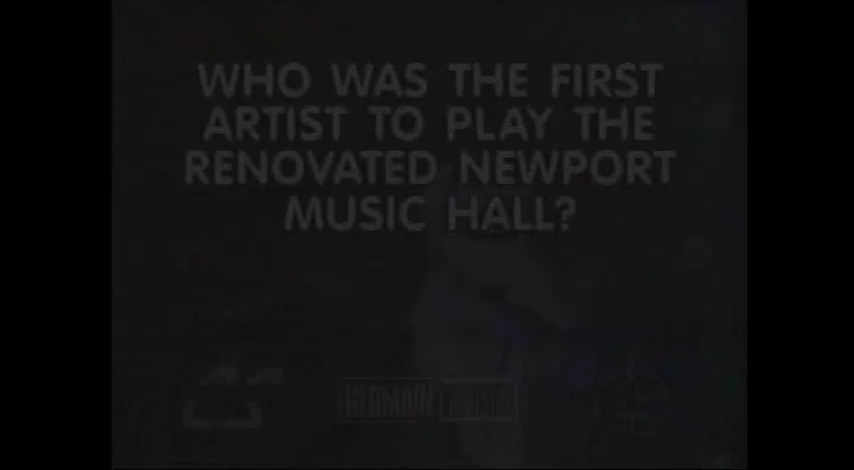 WHO WAS THE FIRST
ARTIST TO PLAY THE
RENOVATED NEWPORT
MUSIC HALL?